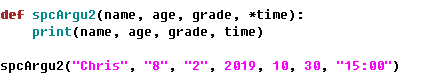 def spcArgu2(name, age, grade, *time):
    print(name, age, grade, time)
spcArgu2("Chris", "8", "2", 2019, 10, 30, "15:00")